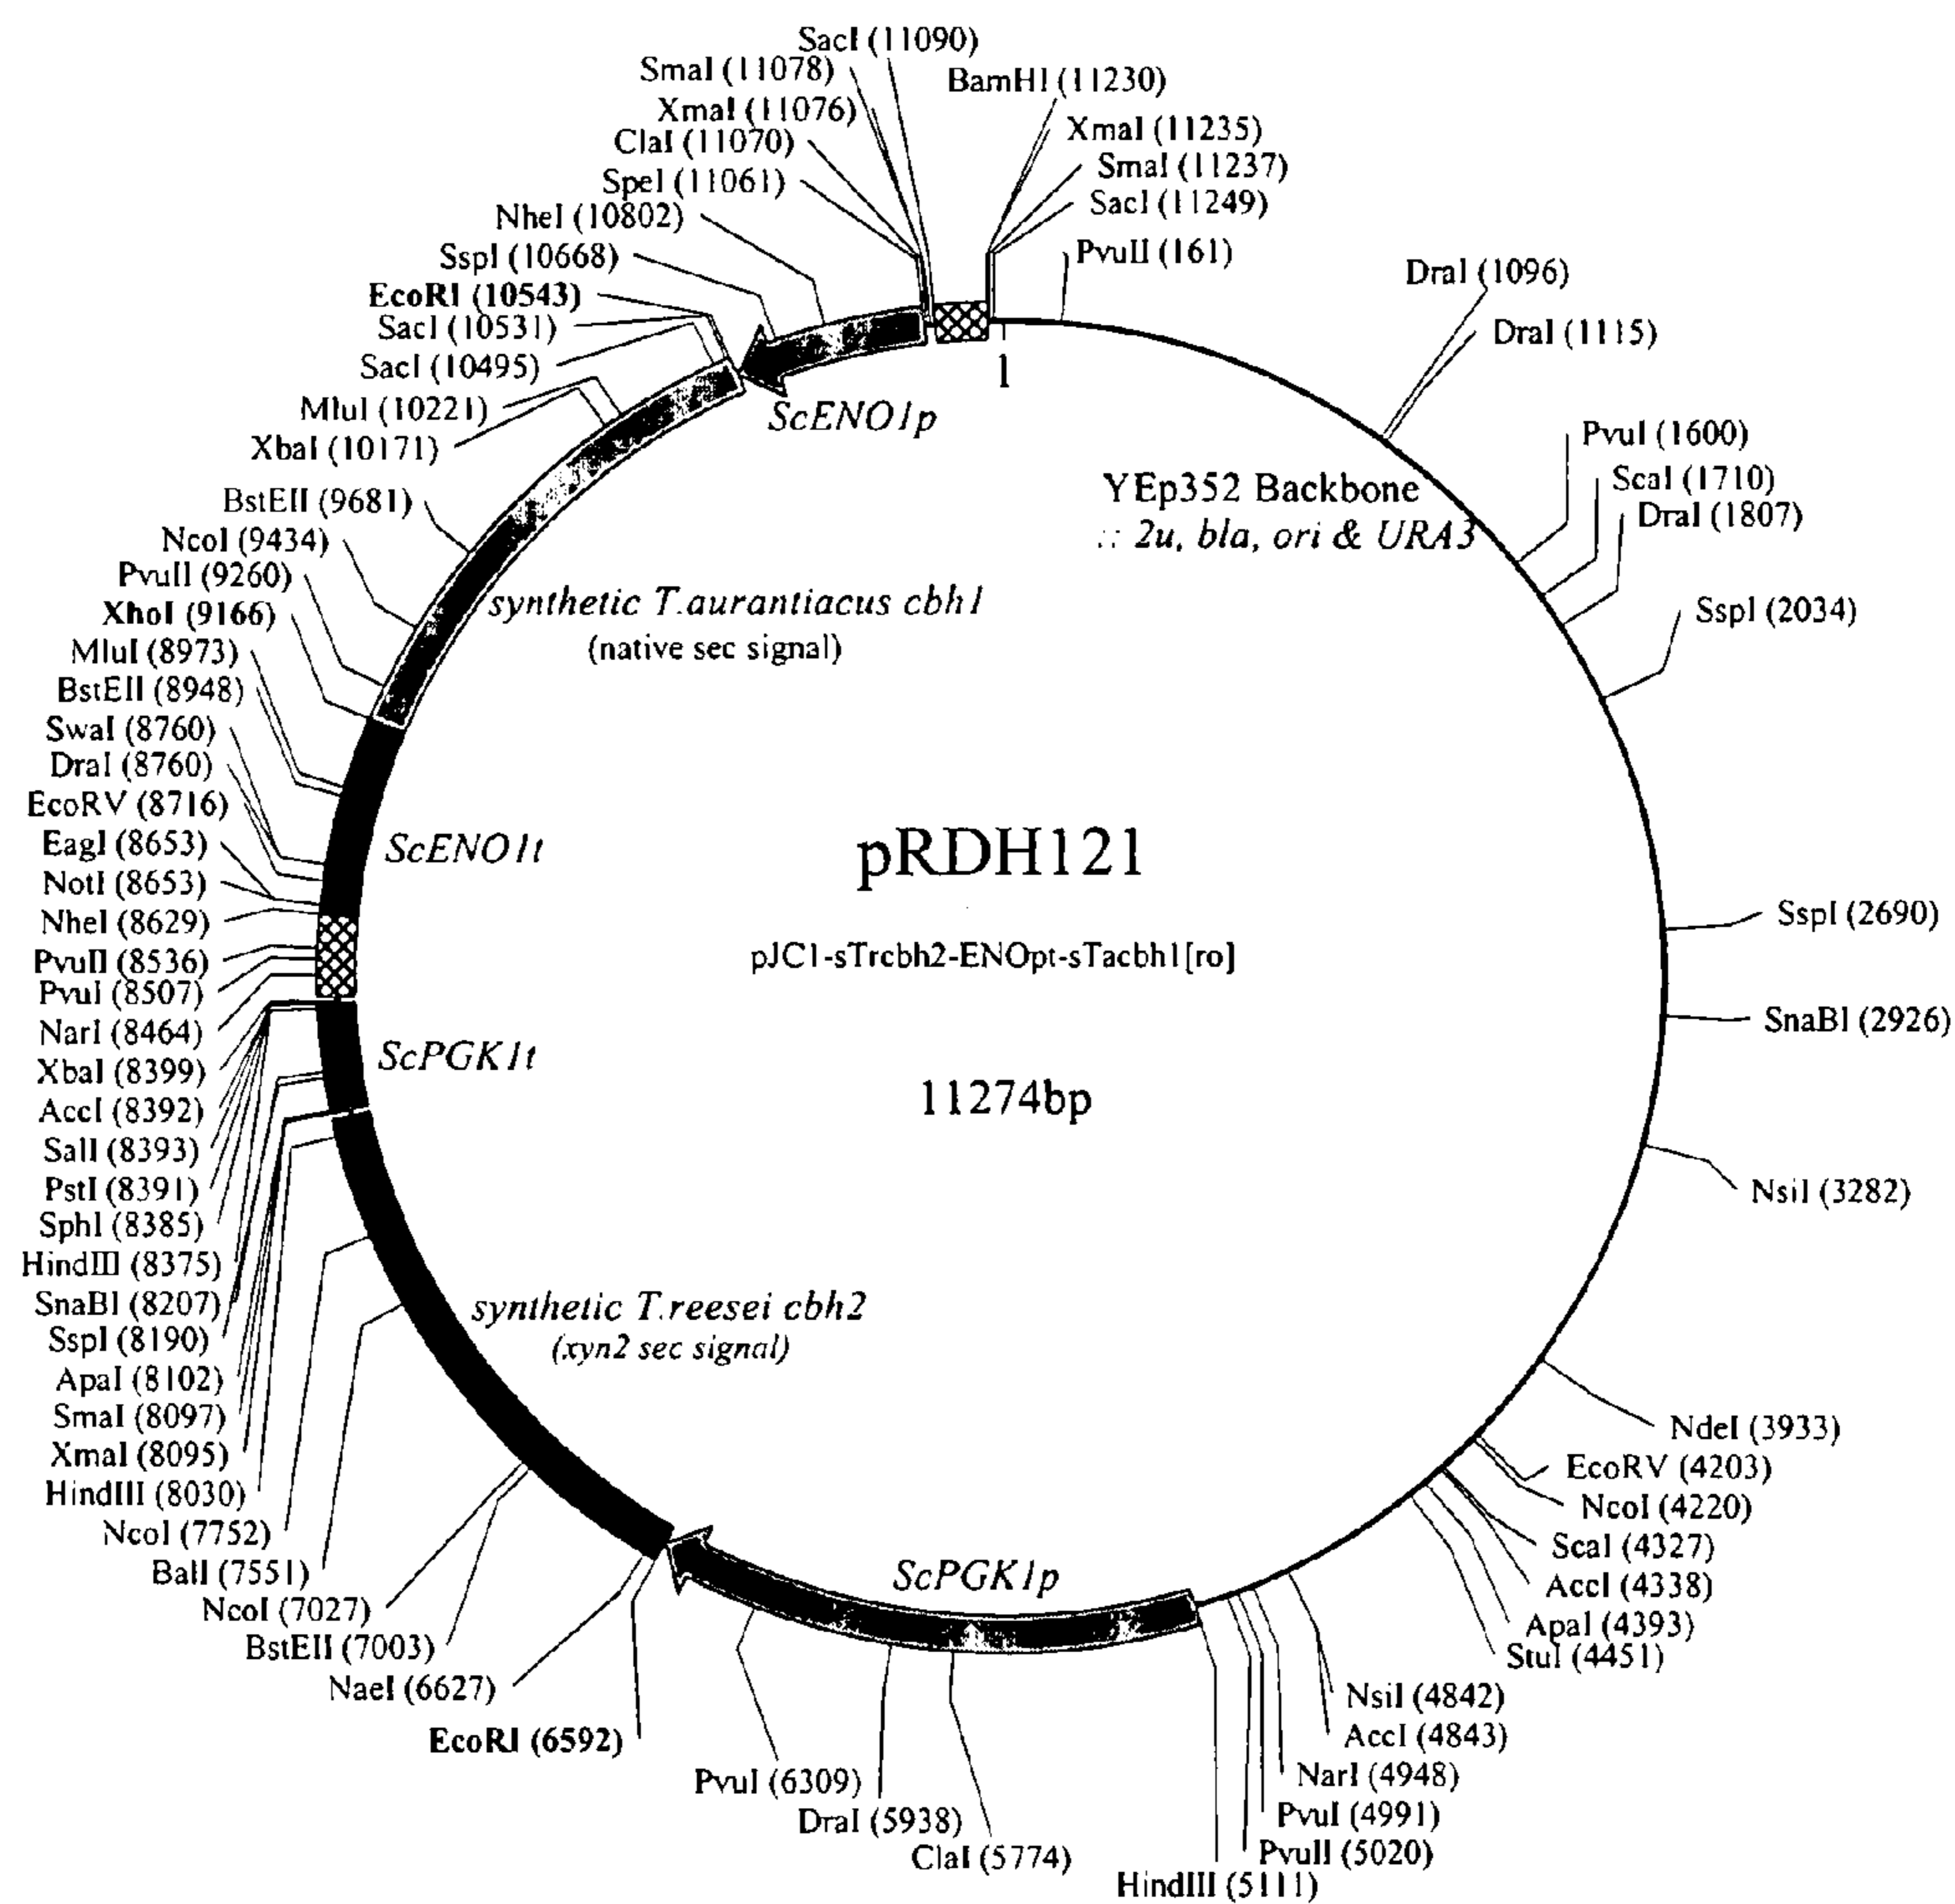 SacI (11090)
SmaI (11078)
BamHI (11230)
XmaI (11076)
XmaI (11235)
ClaI (11070)
SmaI (11237)
SpeI (11061)
SacI (11249)
NheI (10802)
PvuII (161)
SspI (10668)
DraI (1096)
EcoRI (10543)
SacI (10531)
DraI (1115)
SacI (10495)
1
MluI (10221)
ScENO1p
XbaI (10171)
PvuI (1600)
ScaI (1710)
YEp352 Backbone
BstEII (9681)
DraI (1807)
:: 2u, bla, ori & URA3
NcoI (9434)
PvuII (9260)
synthetic T.aurantiacus cbh1
XhoI (9166)
SspI (2034)
(native sec signal)
MluI (8973)
BstEII (8948)
SwaI (8760)
DraI (8760)
EcoRV (8716)
EagI (8653)
ScENO1t
pRDH121
NotI (8653)
NheI (8629)
SspI (2690)
PvuII (8536)
pJC1-sTrcbh2-ENOpt-sTacbh1[ro]
PvuI (8507)
NarI (8464)
SnaBI (2926)
XbaI (8399)
ScPGK1t
AccI (8392)
11274bp
SalI (8393)
PstI (8391)
NsiI (3282)
SphI (8385)
HindIII (8375)
SnaBI (8207)
synthetic T.reesei cbh2
SspI (8190)
(xyn2 sec signal)
ApaI (8102)
SmaI (8097)
NdeI (3933)
XmaI (8095)
EcoRV (4203)
HindIII (8030)
NcoI (4220)
NcoI (7752)
ScaI (4327)
BalI (7551)
ScPGK1p
AccI (4338)
NcoI (7027)
ApaI (4393)
BstEII (7003)
StuI (4451)
NaeI (6627)
NsiI (4842)
EcoRI (6592)
AccI (4843)
PvuI (6309)
NarI (4948)
DraI (5938)
PvuI (4991)
ClaI (5774)
PvuII (5020)
HindIII (5111)